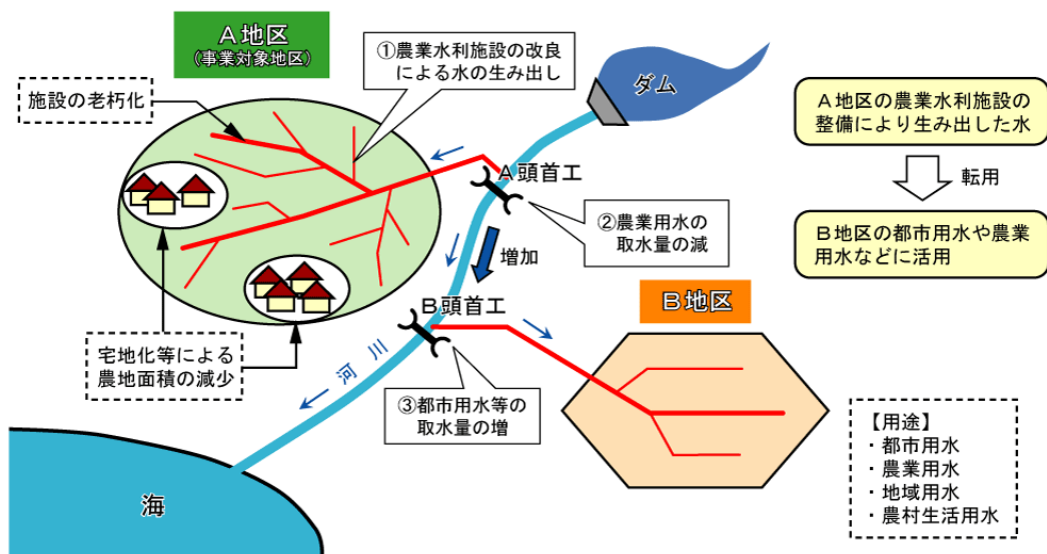 A地区
(事業対象地区)
①農業水利施設の改良
による水の生み出し
ダム
施設の老朽化
A地区の農業水利施設の
整備により生み出した水
転用
B地区の都市用水や農業
用水などに活用
A頭首工
②農業用水の
取水量の減
増加
B頭首工
B地区
宅地化等による
農地面積の減少
河川
③都市用水等の
取水量の増
【用途】
・都市用水
・農業用水
・地域用水
・農村生活用水
海